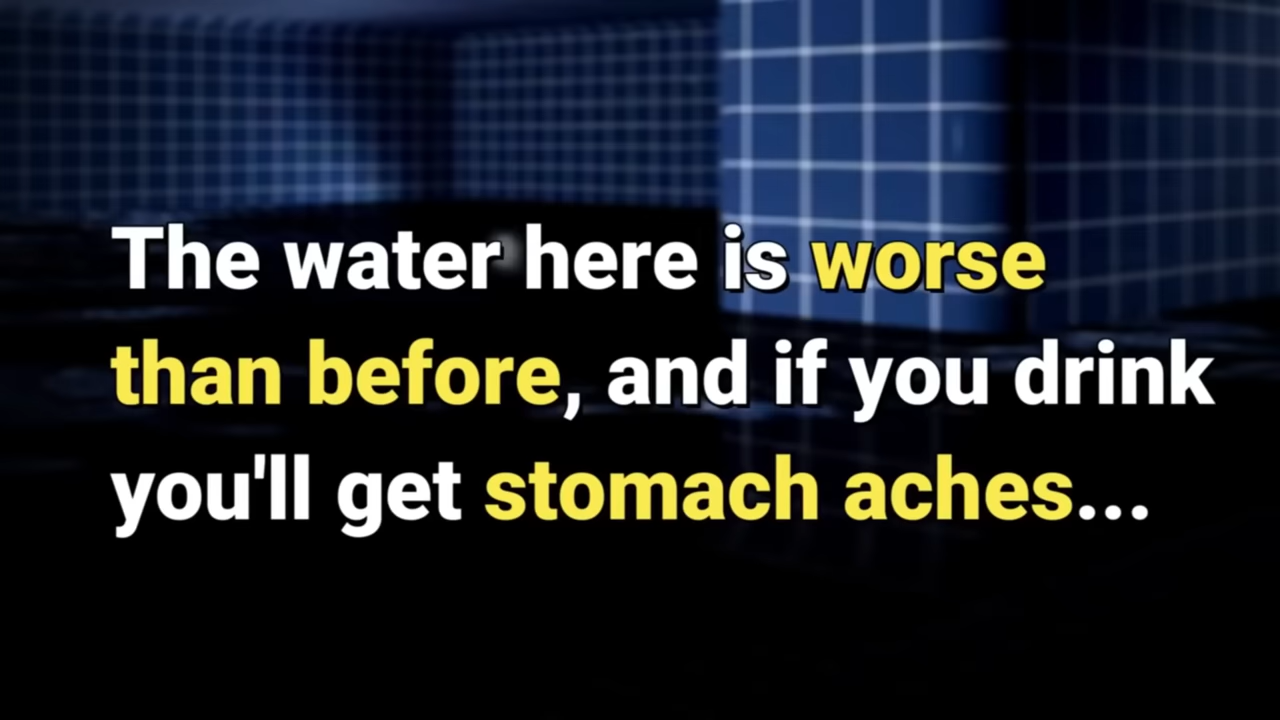 The water here is worse
than before, and if you drink
you'll get stomach aches...